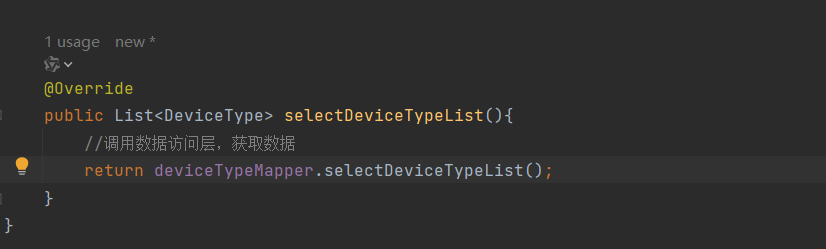 1 usage new *
@Override
public List<DeviceType> selectDeviceTypeList(){
//调用数据访问层，获取数据
return deviceTypeMapper.selectDeviceTypeList();
}
}